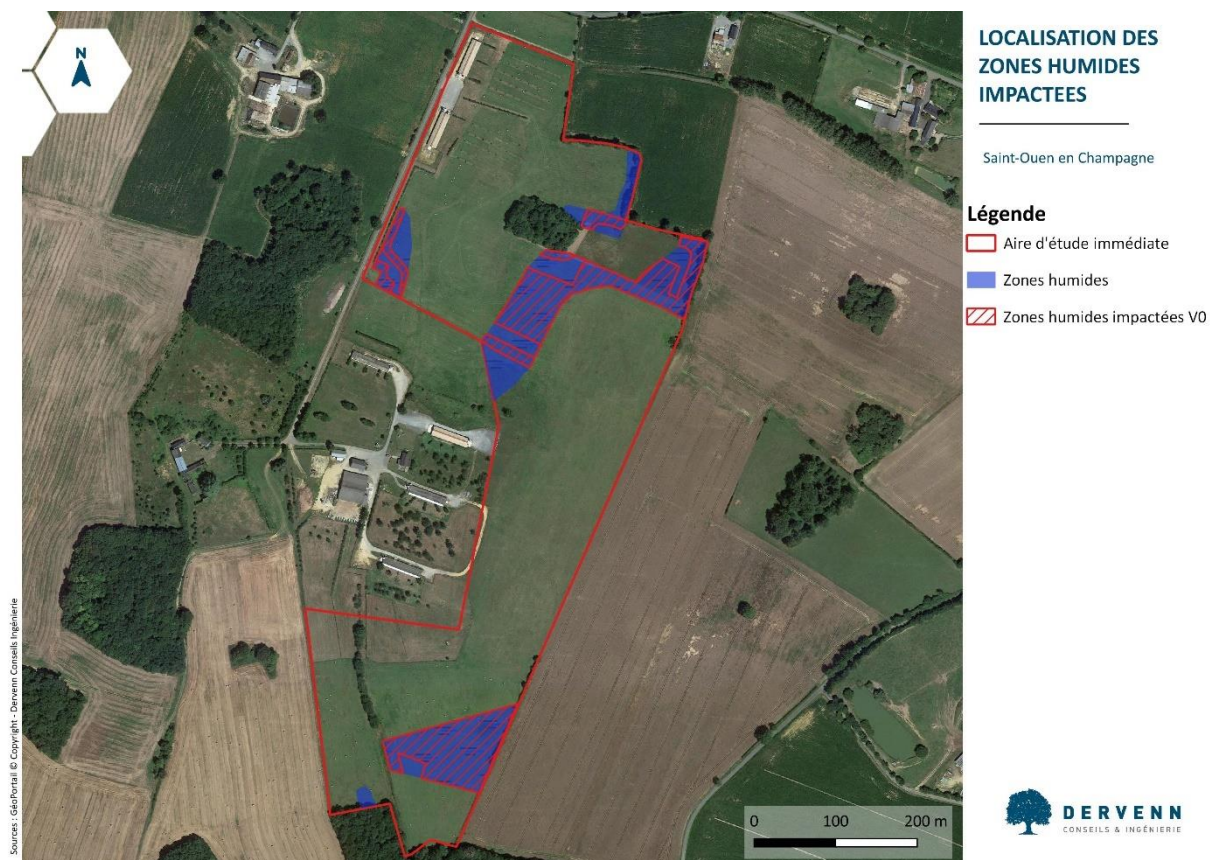 N
LOCALISATION DES
ZONES HUMIDES
IMPACTEES
Saint-Ouen en Champagne
Légende
Aire d'étude immédiate
Zones humides
Zones humides impactées V0
Sources : GéoPortail © Copyright - Dervenn Conseils Ingénierie
0 100 200 m
DERVENN
CONSEILS & INGÉNIERIE